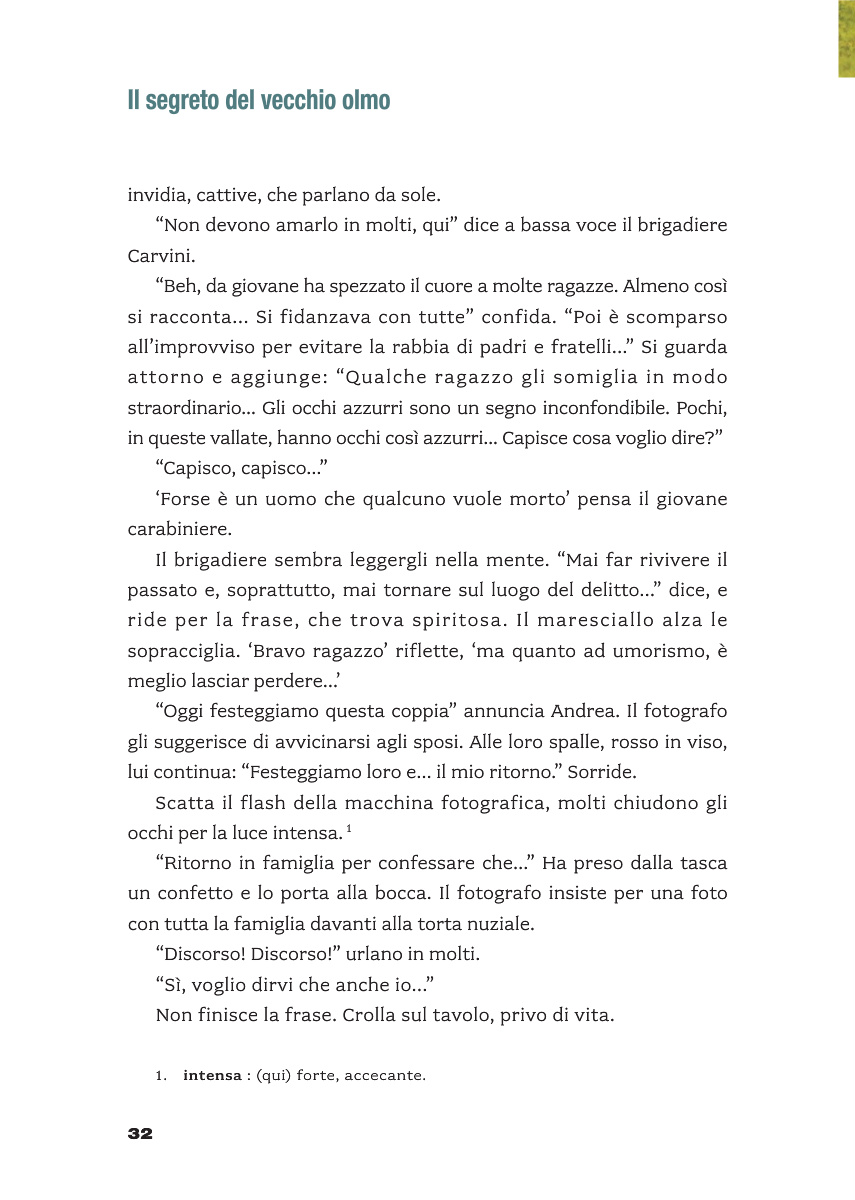 Il segreto del vecchio olmo
invidia, cattive, che parlano da sole.
“Non devono amarlo in molti, qui” dice a bassa voce il brigadiere
Carvini.
“Beh, da giovane ha spezzato il cuore a molte ragazze. Almeno così
si racconta... Si fidanzava con tutte” confida. “Poi è scomparso
all’improvviso per evitare la rabbia di padri e fratelli...” Si guarda
attorno e aggiunge: “Qualche ragazzo gli somiglia in modo
straordinario... Gli occhi azzurri sono un segno inconfondibile. Pochi,
in queste vallate, hanno occhi così azzurri... Capisce cosa voglio dire?”
“Capisco, capisco...”
‘Forse è un uomo che qualcuno vuole morto’ pensa il giovane
carabiniere.
Il brigadiere sembra leggergli nella mente. “Mai far rivivere il
passato e, soprattutto, mai tornare sul luogo del delitto...” dice, e
ride per la frase, che trova spiritosa. Il maresciallo alza le
sopracciglia. ‘Bravo ragazzo’ riflette, ‘ma quanto ad umorismo, è
meglio lasciar perdere...’
“Oggi festeggiamo questa coppia” annuncia Andrea. Il fotografo
gli suggerisce di avvicinarsi agli sposi. Alle loro spalle, rosso in viso,
lui continua: “Festeggiamo loro e... il mio ritorno.” Sorride.
Scatta il flash della macchina fotografica, molti chiudono gli
occhi per la luce intensa. 1
“Ritorno in famiglia per confessare che...” Ha preso dalla tasca
un confetto e lo porta alla bocca. Il fotografo insiste per una foto
con tutta la famiglia davanti alla torta nuziale.
“Discorso! Discorso!” urlano in molti.
“Sì, voglio dirvi che anche io...”
Non finisce la frase. Crolla sul tavolo, privo di vita.
1. intensa : (qui) forte, accecante.
32